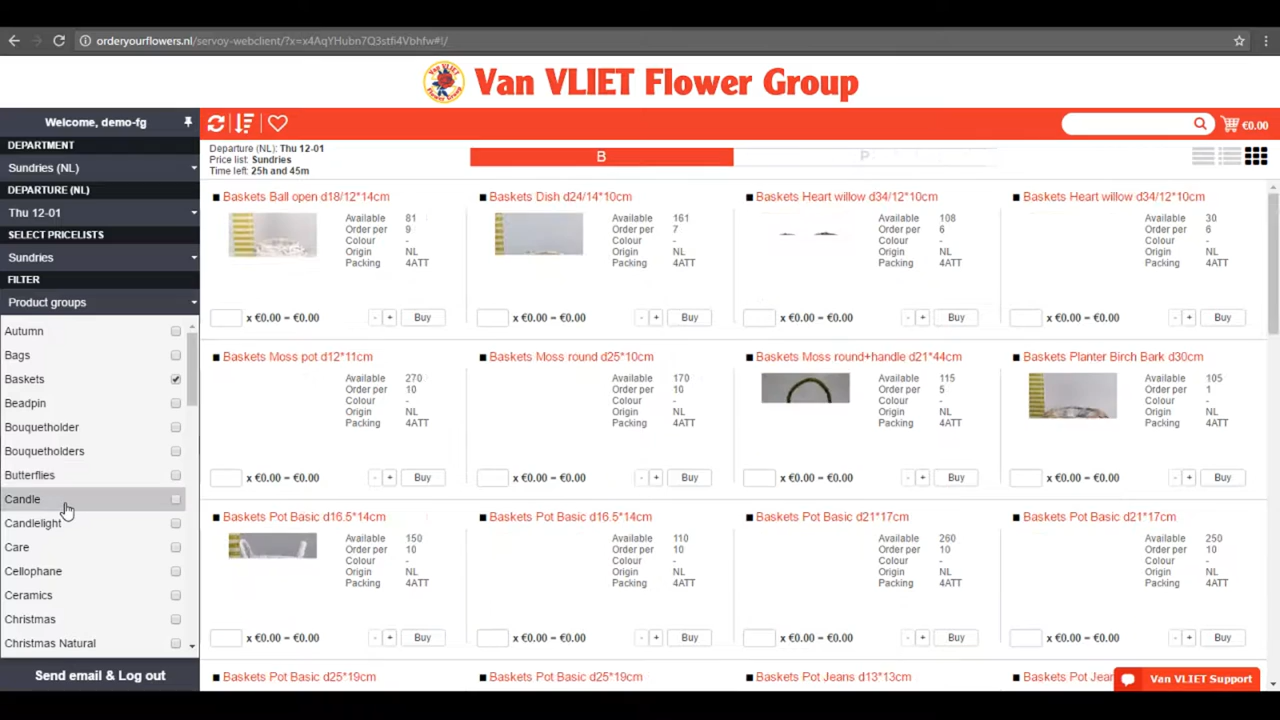 orderyourflowers.nl/servoy-webclient/?x=x4AqYHubn7Q3stfi4Vbhfw#!/
Van VLIET Flower Group
Welcome, demo-fg
€0.00
DEPARTMENT
Sundries (NL)
DEPARTURE (NL)
Thu 12-01
SELECT PRICELISTS
Sundries
FILTER
Product groups
Autumn
Bags
Baskets
Beadpin
Bouquetholder
Bouquetholders
Butterflies
Candle
Candlelight
Care
Cellophane
Ceramics
Christmas
Christmas Natural
Send email & Log out
Departure (NL): Thu 12-01
Price list: Sundries
Time left: 25h and 45m
B
P
Baskets Ball open d18/12*14cm
Available 81
Order per 9
Colour -
Origin NL
Packing 4ATT
x €0.00 = €0.00 - + Buy
Baskets Dish d24/14*10cm
Available 161
Order per 7
Colour -
Origin NL
Packing 4ATT
x €0.00 = €0.00 - + Buy
Baskets Heart willow d34/12*10cm
Available 108
Order per 6
Colour -
Origin NL
Packing 4ATT
x €0.00 = €0.00 - + Buy
Baskets Heart willow d34/12*10cm
Available 30
Order per 6
Colour -
Origin NL
Packing 4ATT
x €0.00 = €0.00 - + Buy
Baskets Moss pot d12*11cm
Available 270
Order per 10
Colour -
Origin NL
Packing 4ATT
x €0.00 = €0.00 - + Buy
Baskets Moss round d25*10cm
Available 170
Order per 10
Colour -
Origin NL
Packing 4ATT
x €0.00 = €0.00 - + Buy
Baskets Moss round+handle d21*44cm
Available 115
Order per 5
Colour -
Origin NL
Packing 4ATT
x €0.00 = €0.00 - + Buy
Baskets Planter Birch Bark d30cm
Available 105
Order per 1
Colour -
Origin NL
Packing 4ATT
x €0.00 = €0.00 - + Buy
Baskets Pot Basic d16.5*14cm
Available 150
Order per 10
Colour -
Origin NL
Packing 4ATT
x €0.00 = €0.00 - + Buy
Baskets Pot Basic d16.5*14cm
Available 110
Order per 10
Colour -
Origin NL
Packing 4ATT
x €0.00 = €0.00 - + Buy
Baskets Pot Basic d21*17cm
Available 260
Order per 10
Colour -
Origin NL
Packing 4ATT
x €0.00 = €0.00 - + Buy
Baskets Pot Basic d21*17cm
Available 250
Order per 10
Colour -
Origin NL
Packing 4ATT
x €0.00 = €0.00 - + Buy
Baskets Pot Basic d25*19cm
Baskets Pot Basic d25*19cm
Baskets Pot Jeans d13*13cm
Baskets Pot
Van VLIET Support